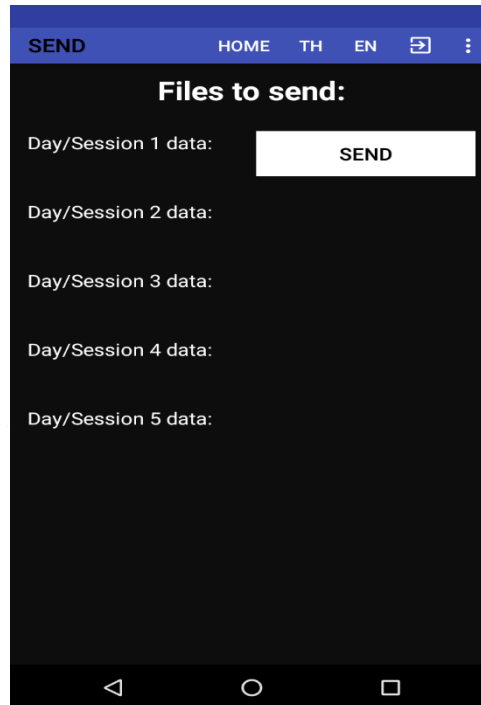 SEND HOME TH EN
Files to send:
Day/Session 1 data: SEND
Day/Session 2 data:
Day/Session 3 data:
Day/Session 4 data:
Day/Session 5 data: